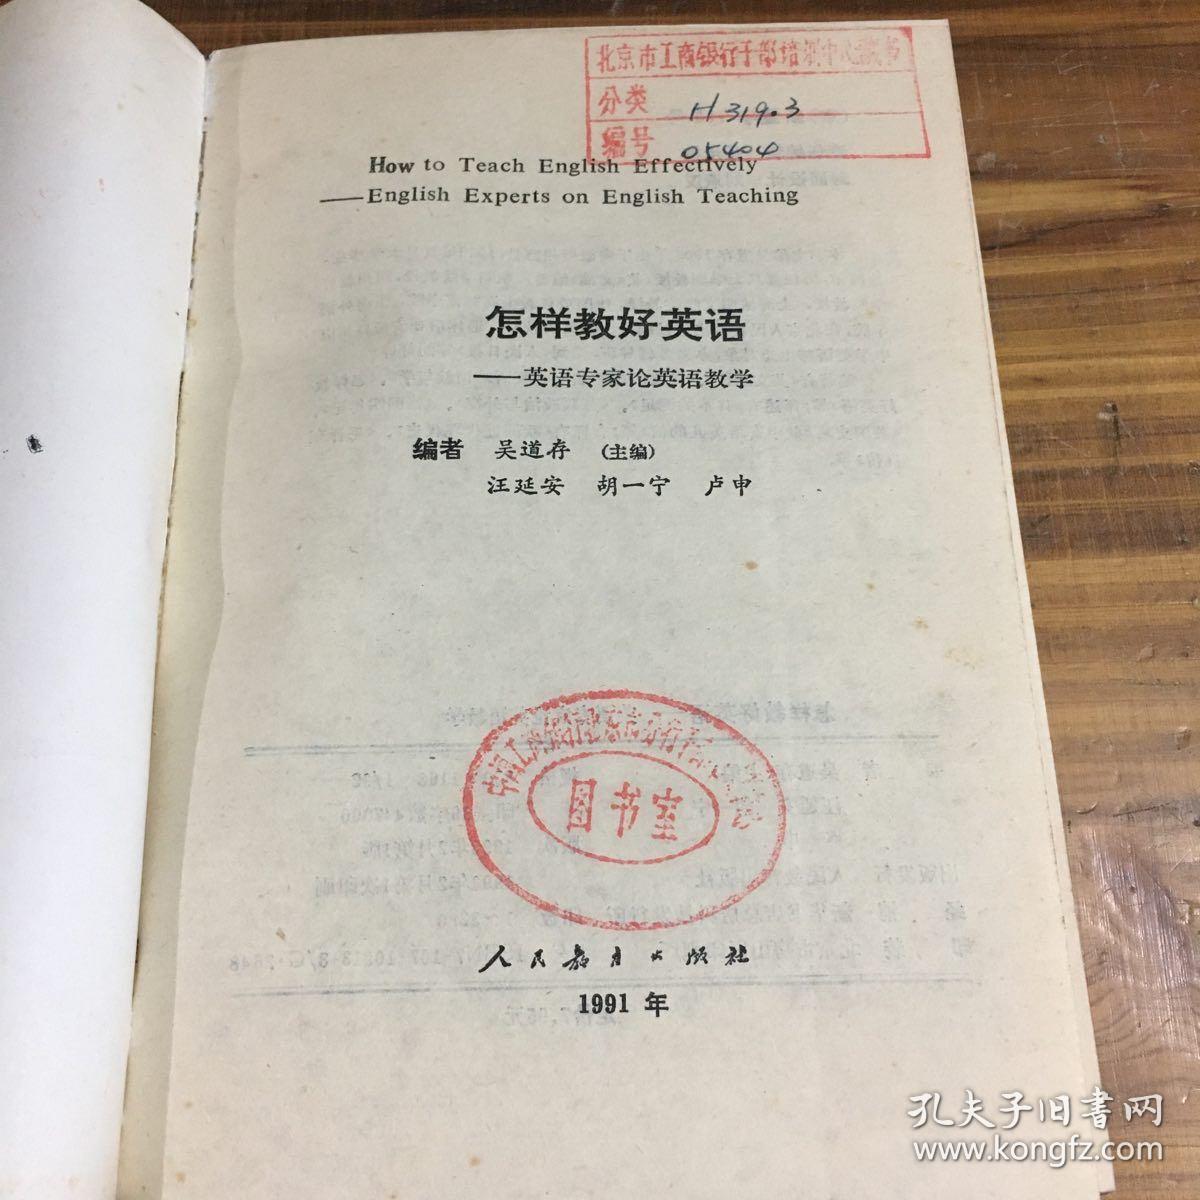 北京市工商银行干部培训中心藏书
分类 H319.3
编号 05404
How to Teach English Effectively
——English Experts on English Teaching
怎样教好英语
——英语专家论英语教学
编者 吴道存 (主编)
汪延安 胡一宁 卢申
图书室
人民教育出版社
1991年
孔夫子旧书网
www.kongfz.com